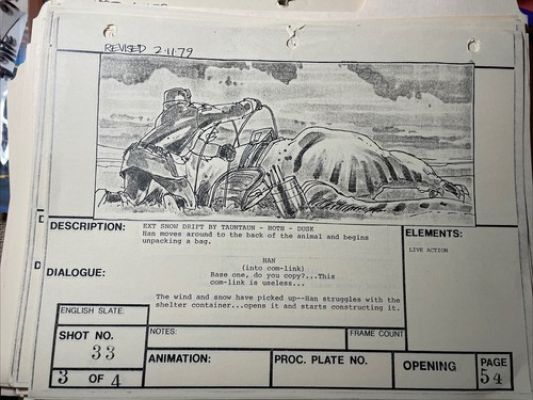 REVISED 2·11·79
DESCRIPTION:
EXT SNOW DRIFT BY TAUNTAUN - HOTH - DUSK
Han moves around to the back of the animal and begins
unpacking a bag.
ELEMENTS:
LIVE ACTION
DIALOGUE:
HAN
(into com-link)
Base one, do you copy?...This
com-link is useless...
The wind and snow have picked up--Han struggles with the
shelter container...opens it and starts constructing it.
ENGLISH SLATE:
SHOT NO.
33
3 OF 4
NOTES:
FRAME COUNT
ANIMATION:
PROC. PLATE NO.
OPENING
PAGE
54